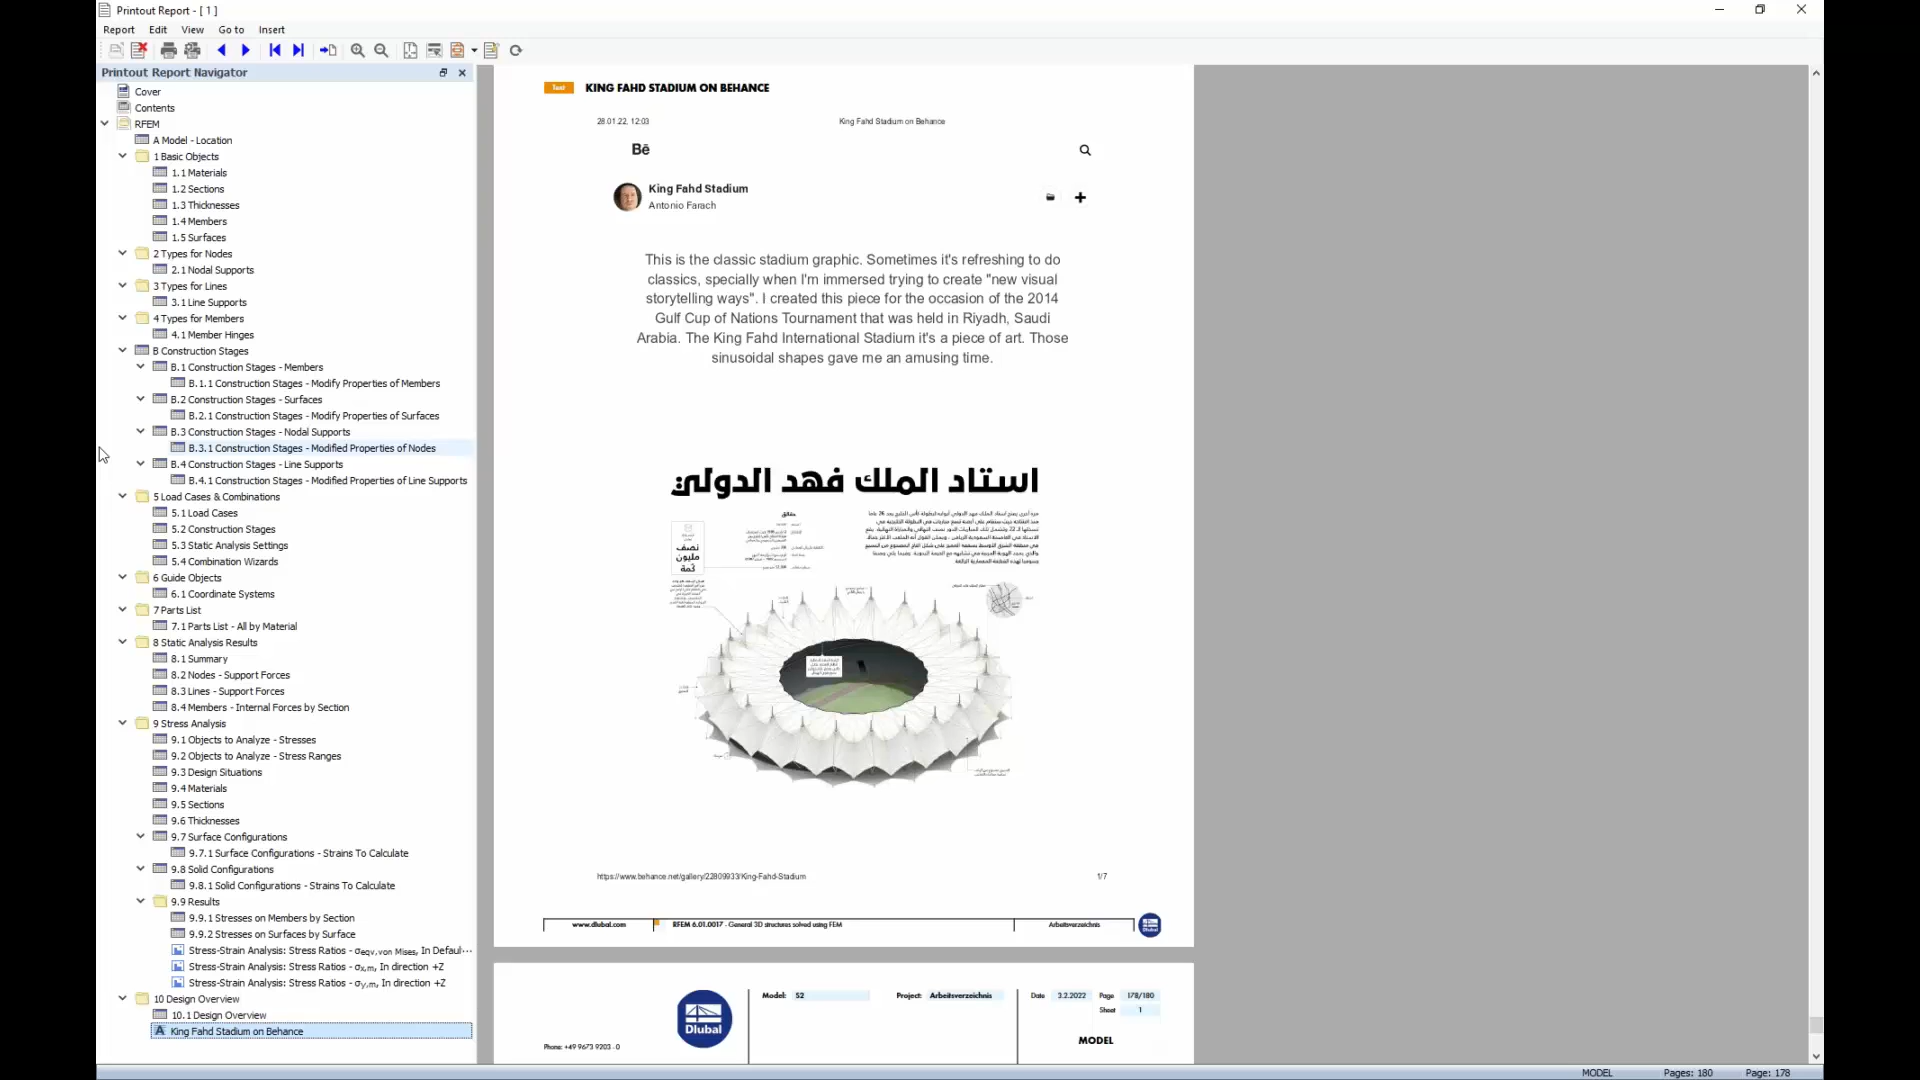 Printout Report - [ 1 ]
Report Edit View Go to Insert
Printout Report Navigator
Cover
Contents
RFEM
A Model - Location
1 Basic Objects
1.1 Materials
1.2 Sections
1.3 Thicknesses
1.4 Members
1.5 Surfaces
2 Types for Nodes
2.1 Nodal Supports
3 Types for Lines
3.1 Line Supports
4 Types for Members
4.1 Member Hinges
B Construction Stages
B.1 Construction Stages - Members
B.1.1 Construction Stages - Modify Properties of Members
B.2 Construction Stages - Surfaces
B.2.1 Construction Stages - Modify Properties of Surfaces
B.3 Construction Stages - Nodal Supports
B.3.1 Construction Stages - Modified Properties of Nodes
B.4 Construction Stages - Line Supports
B.4.1 Construction Stages - Modified Properties of Line Supports
5 Load Cases & Combinations
5.1 Load Cases
5.2 Construction Stages
5.3 Static Analysis Settings
5.4 Combination Wizards
6 Guide Objects
6.1 Coordinate Systems
7 Parts List
7.1 Parts List - All by Material
8 Static Analysis Results
8.1 Summary
8.2 Nodes - Support Forces
8.3 Lines - Support Forces
8.4 Members - Internal Forces by Section
9 Stress Analysis
9.1 Objects to Analyze - Stresses
9.2 Objects to Analyze - Stress Ranges
9.3 Design Situations
9.4 Materials
9.5 Sections
9.6 Thicknesses
9.7 Surface Configurations
9.7.1 Surface Configurations - Strains To Calculate
9.8 Solid Configurations
9.8.1 Solid Configurations - Strains To Calculate
9.9 Results
9.9.1 Stresses on Members by Section
9.9.2 Stresses on Surfaces by Surface
Stress-Strain Analysis: Stress Ratios - σeqv,von Mises, In Defaul···
Stress-Strain Analysis: Stress Ratios - σx,m, In direction +Z
Stress-Strain Analysis: Stress Ratios - σy,m, In direction +Z
10 Design Overview
10.1 Design Overview
King Fahd Stadium on Behance
Text KING FAHD STADIUM ON BEHANCE
28.01.22, 12:03 King Fahd Stadium on Behance
Bē
King Fahd Stadium
Antonio Farach
This is the classic stadium graphic. Sometimes it's refreshing to do
classics, specially when I'm immersed trying to create "new visual
storytelling ways". I created this piece for the occasion of the 2014
Gulf Cup of Nations Tournament that was held in Riyadh, Saudi
Arabia. The King Fahd International Stadium it's a piece of art. Those
sinusoidal shapes gave me an amusing time.
استاد الملك فهد الدولي
حقائق
نصف
مليون
https://www.behance.net/gallery/22809933/King-Fahd-Stadium 1/7
www.dlubal.com RFEM 6.01.0017 - General 3D structures solved using FEM Arbeitsverzeichnis
Dlubal
Model: 52 Project: Arbeitsverzeichnis Date 3.2.2022 Page 178/180
Sheet 1
Dlubal
MODEL
Phone: +49 9673 9203 - 0
MODEL Pages: 180 Page: 178